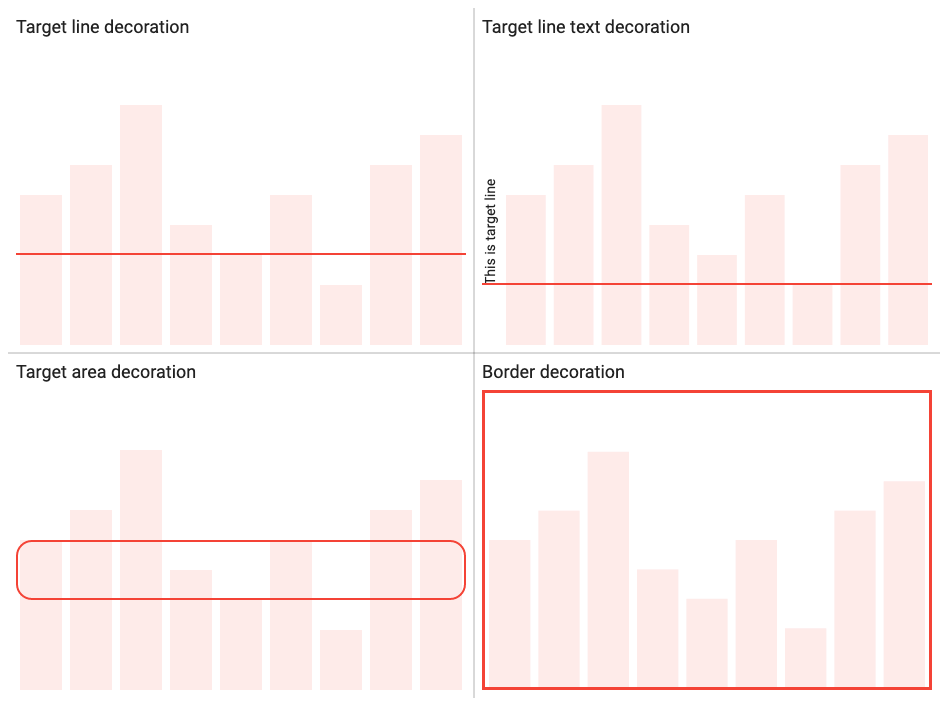 Target line decoration
Target line text decoration
This is target line
Target area decoration
Border decoration